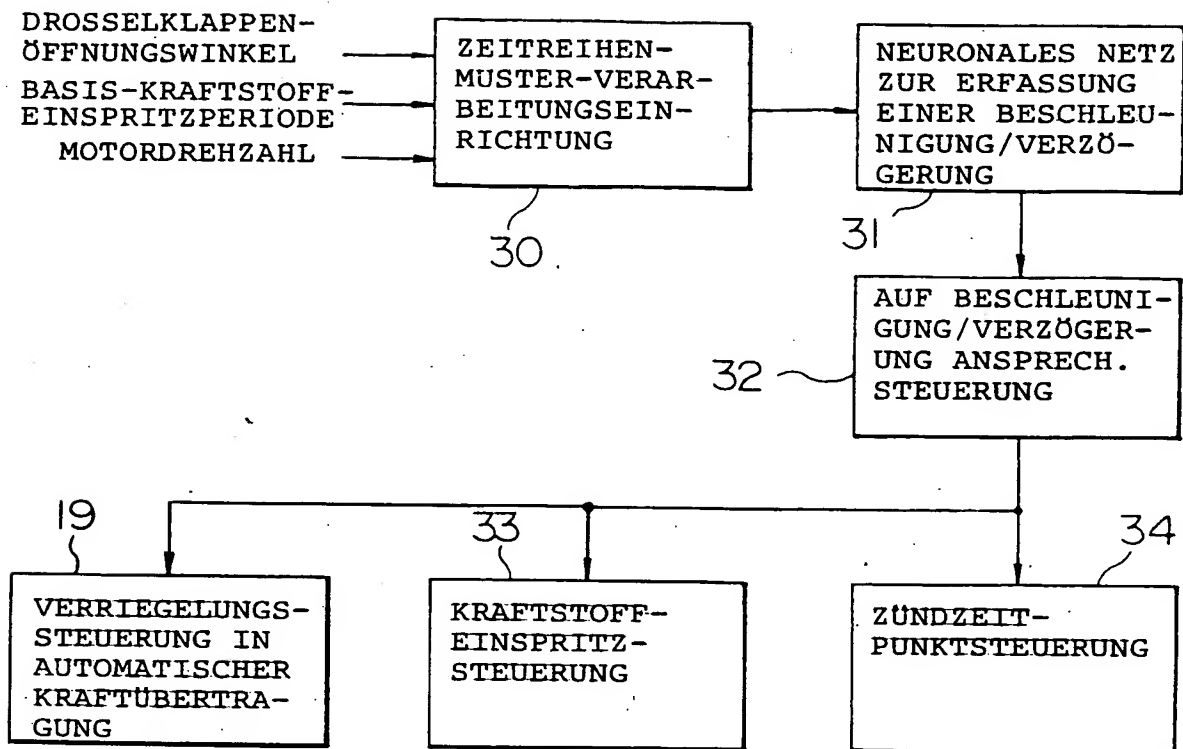 DROSSELKLAPPEN-
ÖFFNUNGSWINKEL
BASIS-KRAFTSTOFF-
EINSPRITZPERIODE
MOTORDREHZAHL
ZEITREIHEN-
MUSTER-VERAR-
BEITUNGSEIN-
RICHTUNG
30
NEURONALES NETZ
ZUR ERFASSUNG
EINER BESCHLEU-
NIGUNG/VERZÖ-
GERUNG
31
AUF BESCHLEUNI-
GUNG/VERZÖGER-
UNG ANSPRECH.
STEUERUNG
32
19
VERRIEGELUNGS-
STEUERUNG IN
AUTOMATISCHER
KRAFTÜBERTRA-
GUNG
33
KRAFTSTOFF-
EINSPRITZ-
STEUERUNG
34
ZÜNDZEIT-
PUNKTSTEUERUNG